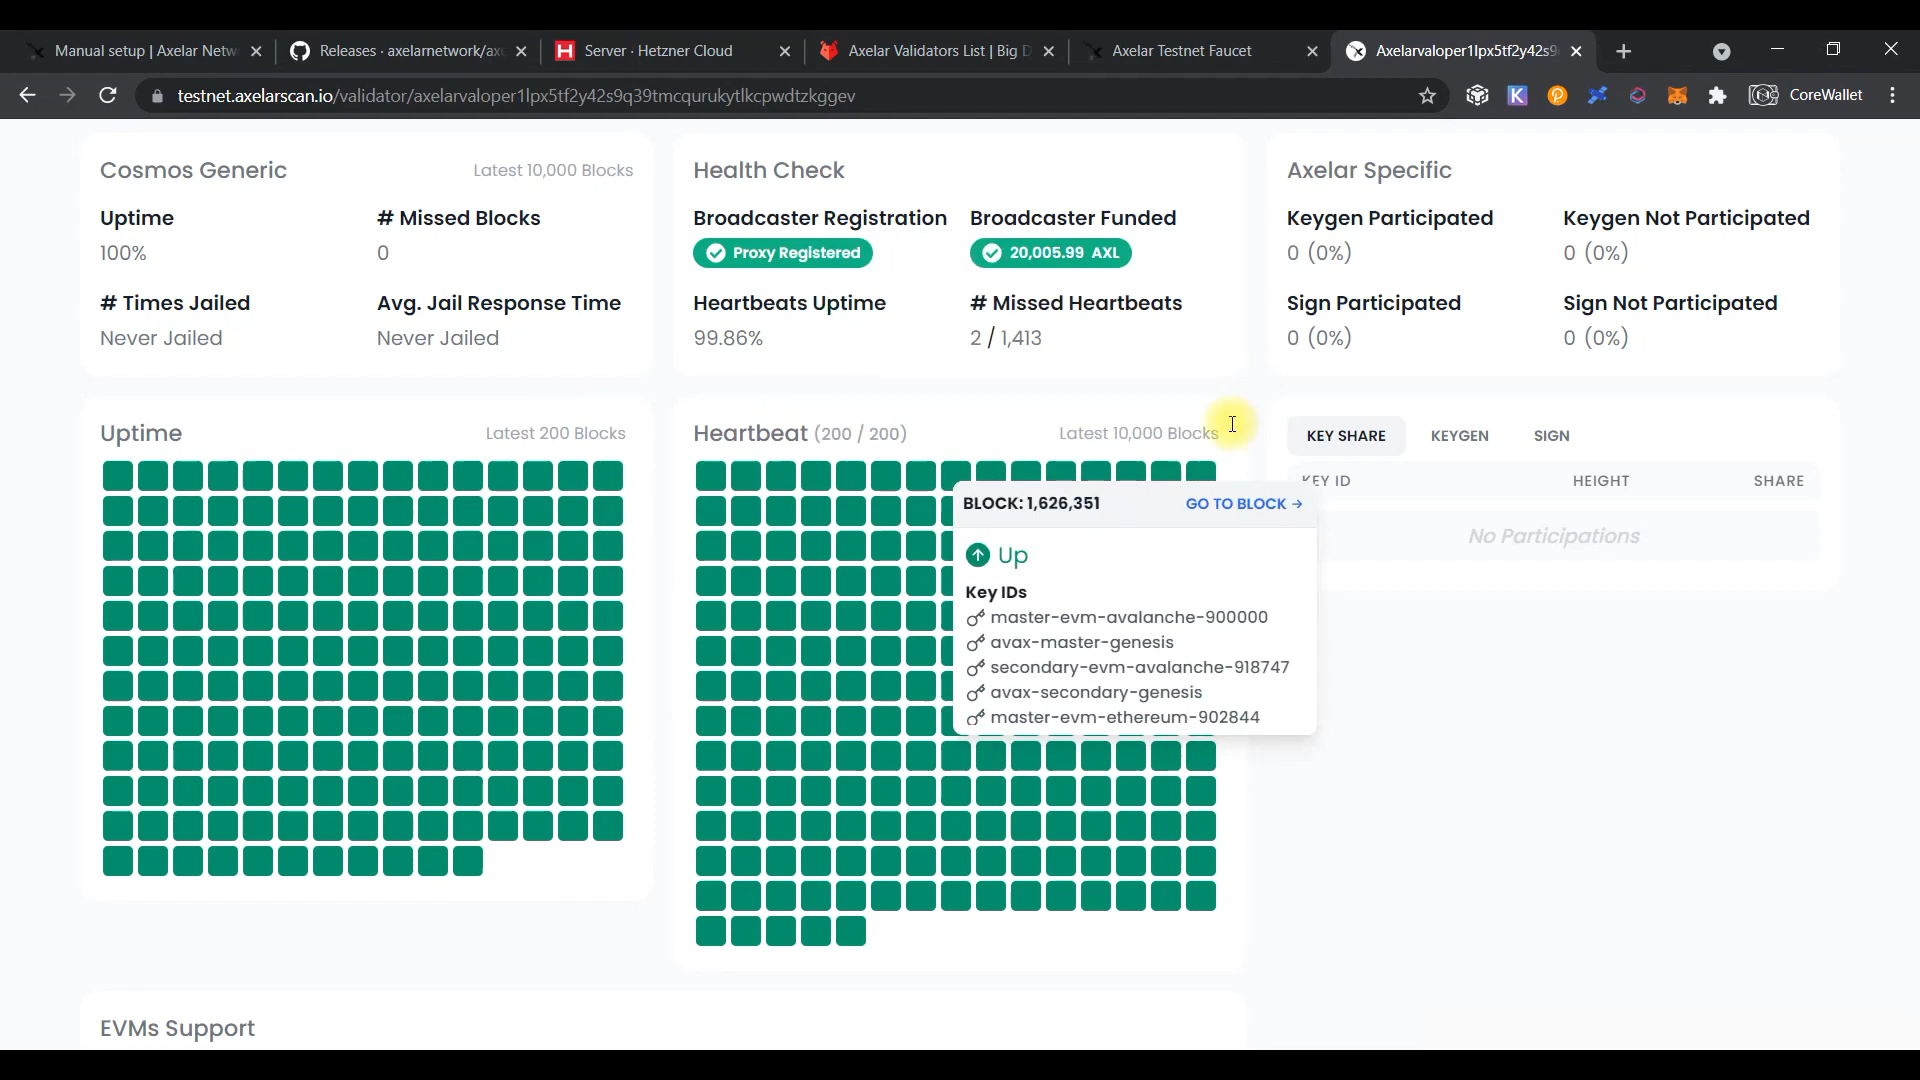 Manual setup | Axelar Netw
Releases · axelarnetwork/axe
Server · Hetzner Cloud
Axelar Validators List | Big D
Axelar Testnet Faucet
Axelarvaloper1lpx5tf2y42s9
testnet.axelarscan.io/validator/axelarvaloper1lpx5tf2y42s9q39tmcqurukytlkcpwdtzkggev
CoreWallet
Cosmos Generic
Latest 10,000 Blocks
Uptime
# Missed Blocks
100%
0
# Times Jailed
Avg. Jail Response Time
Never Jailed
Never Jailed
Health Check
Broadcaster Registration
Broadcaster Funded
Proxy Registered
20,005.99 AXL
Heartbeats Uptime
# Missed Heartbeats
99.86%
2 / 1,413
Axelar Specific
Keygen Participated
Keygen Not Participated
0 (0%)
0 (0%)
Sign Participated
Sign Not Participated
0 (0%)
0 (0%)
Uptime
Latest 200 Blocks
Heartbeat (200 / 200)
Latest 10,000 Blocks
BLOCK: 1,626,351
GO TO BLOCK →
Up
Key IDs
master-evm-avalanche-900000
avax-master-genesis
secondary-evm-avalanche-918747
avax-secondary-genesis
master-evm-ethereum-902844
KEY SHARE
KEYGEN
SIGN
KEY ID
HEIGHT
SHARE
No Participations
EVMs Support